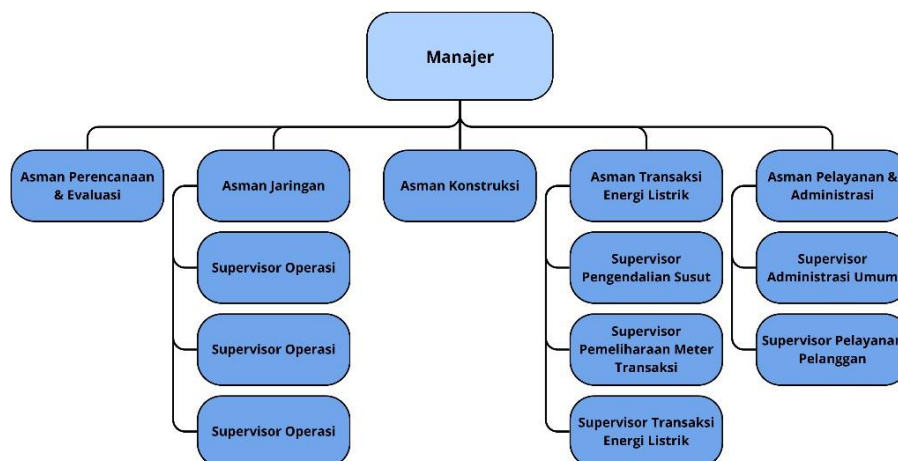 Manajer
Asman Perencanaan
& Evaluasi
Asman Jaringan
Asman Konstruksi
Asman Transaksi
Energi Listrik
Asman Pelayanan &
Administrasi
Supervisor Operasi
Supervisor
Pengendalian Susut
Supervisor
Administrasi Umum
Supervisor Operasi
Supervisor
Pemeliharaan Meter
Transaksi
Supervisor Pelayanan
Pelanggan
Supervisor Operasi
Supervisor Transaksi
Energi Listrik